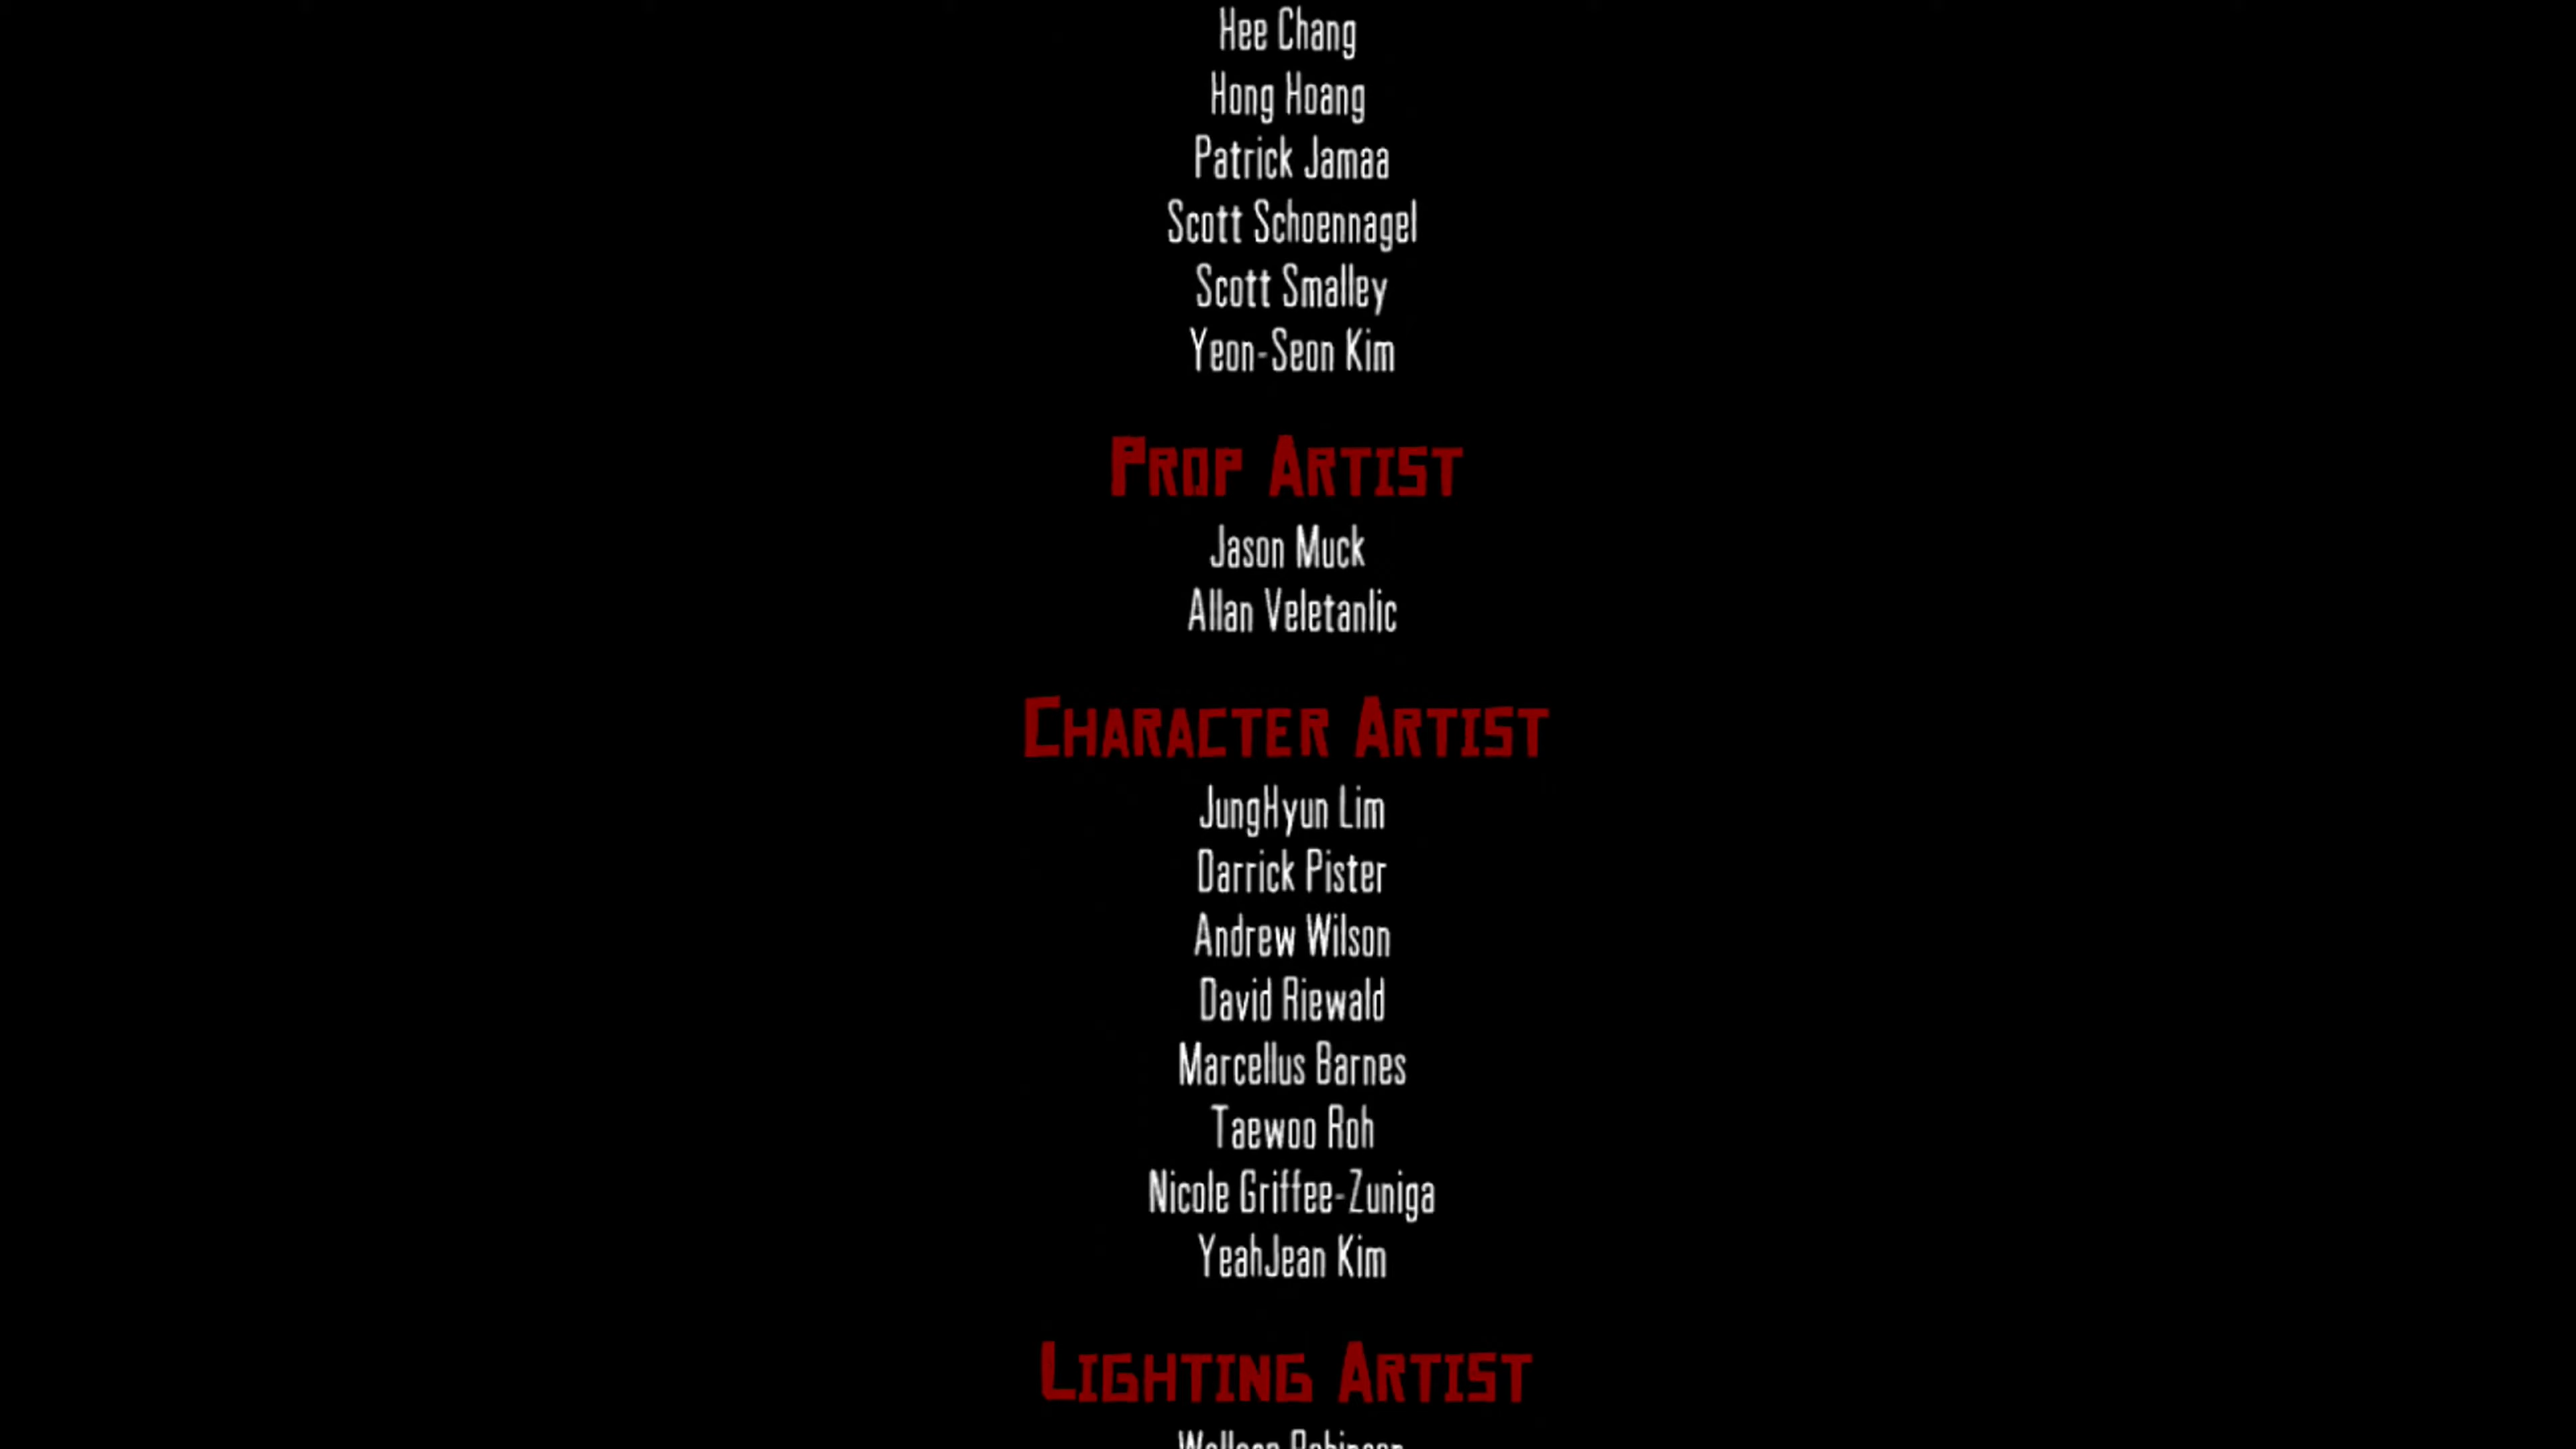 Hee Chang
Hong Hoang
Patrick Jamaa
Scott Schoennagel
Scott Smalley
Yeon-Seon Kim
PROP ARTIST
Jason Muck
Allan Veletanlic
CHARACTER ARTIST
JungHyun Lim
Darrick Pister
Andrew Wilson
David Riewald
Marcellus Barnes
Taewoo Roh
Nicole Griffee-Zuniga
YeahJean Kim
LIGHTING ARTIST